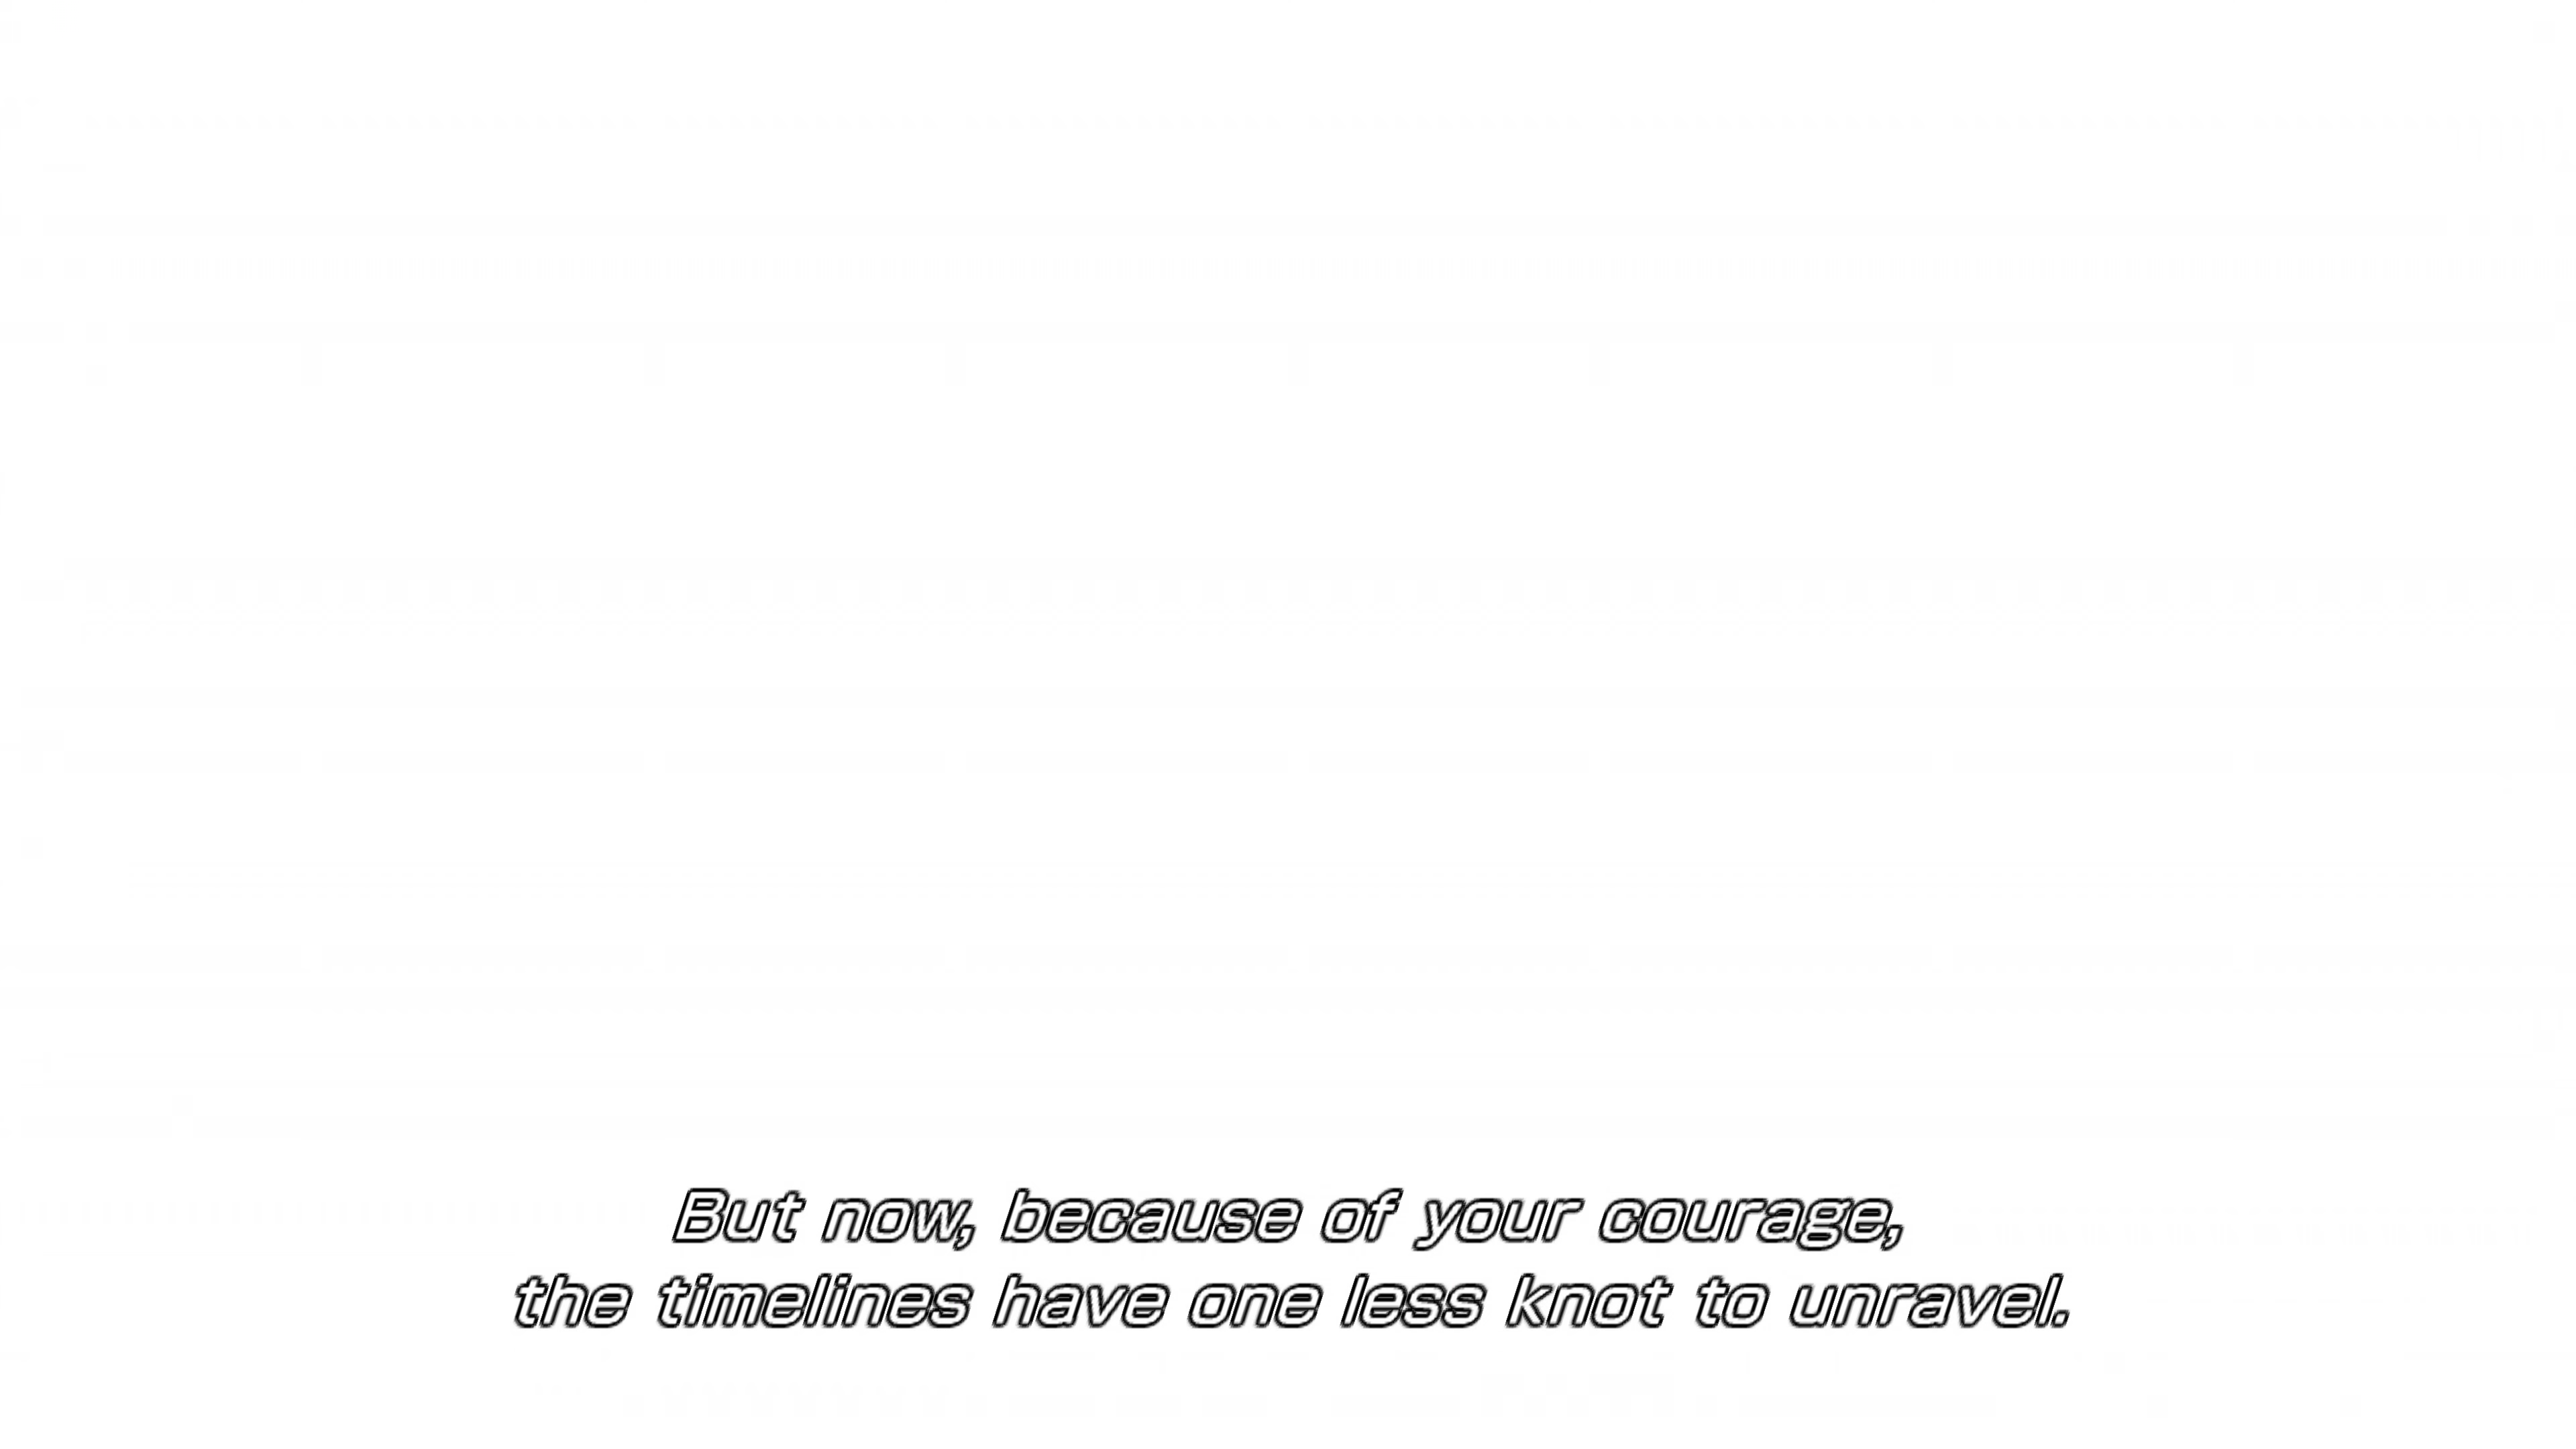 But now, because of your courage,
the timelines have one less knot to unravel.